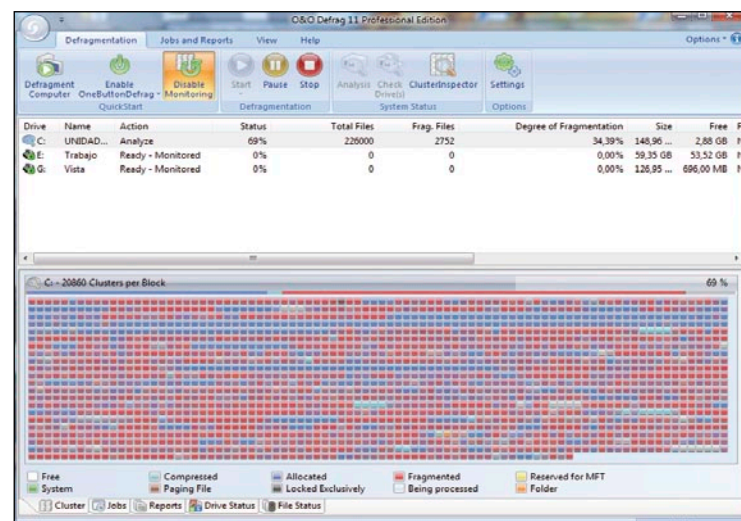 O&O Defrag 11 Professional Edition
Defragmentation Jobs and Reports View Help Options
Defragment Computer Enable OneButtonDefrag Disable Monitoring Start Pause Stop Analysis Check Drive(s) ClusterInspector Settings
QuickStart Defragmentation System Status Options
Drive Name Action Status Total Files Frag. Files Degree of Fragmentation Size Free
C: UNIDAD... Analyze 69% 226000 2752 34,39% 148,96 ... 2,88 GB
E: Trabajo Ready - Monitored 0% 0 0 0,00% 59,35 GB 53,52 GB
G: Vista Ready - Monitored 0% 0 0 0,00% 126,95 ... 696,00 MB
C: - 20860 Clusters per Block 69 %
Free Compressed Allocated Fragmented Reserved for MFT
System Paging File Locked Exclusively Being processed Folder
Cluster Jobs Reports Drive Status File Status